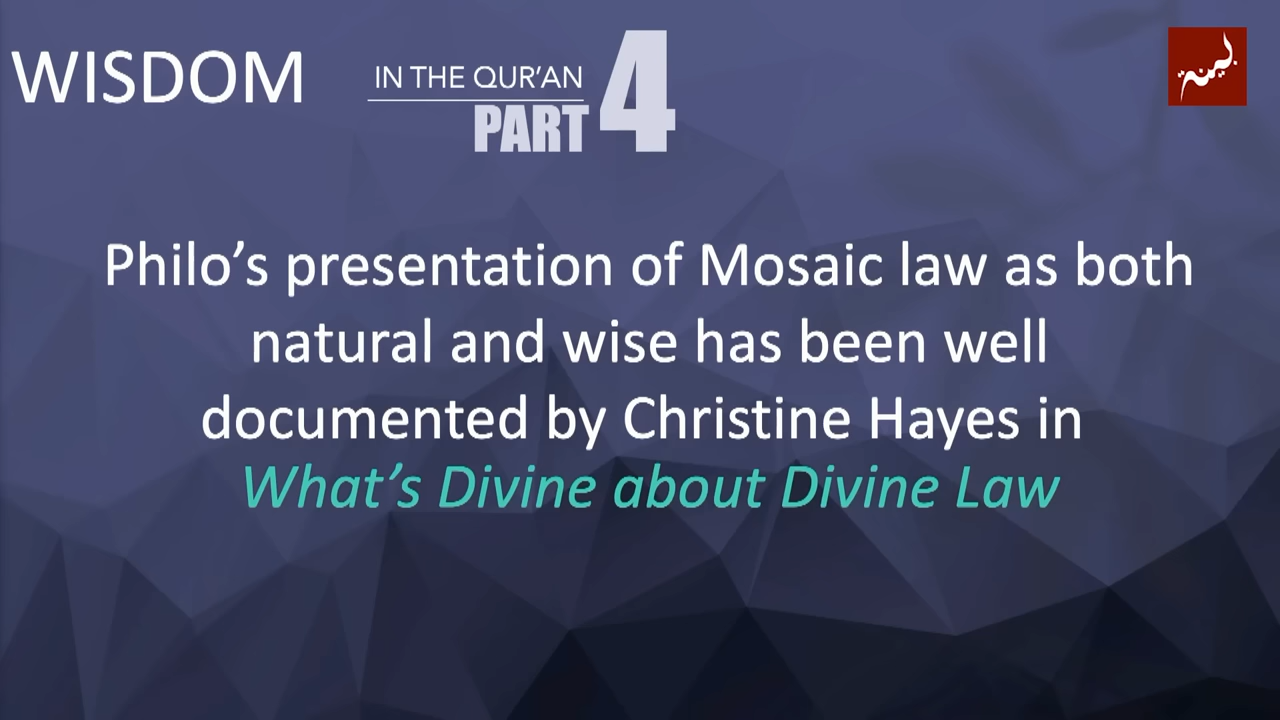 WISDOM
IN THE QUR’AN
PART 4
لمينة
Philo’s presentation of Mosaic law as both
natural and wise has been well
documented by Christine Hayes in
What’s Divine about Divine Law